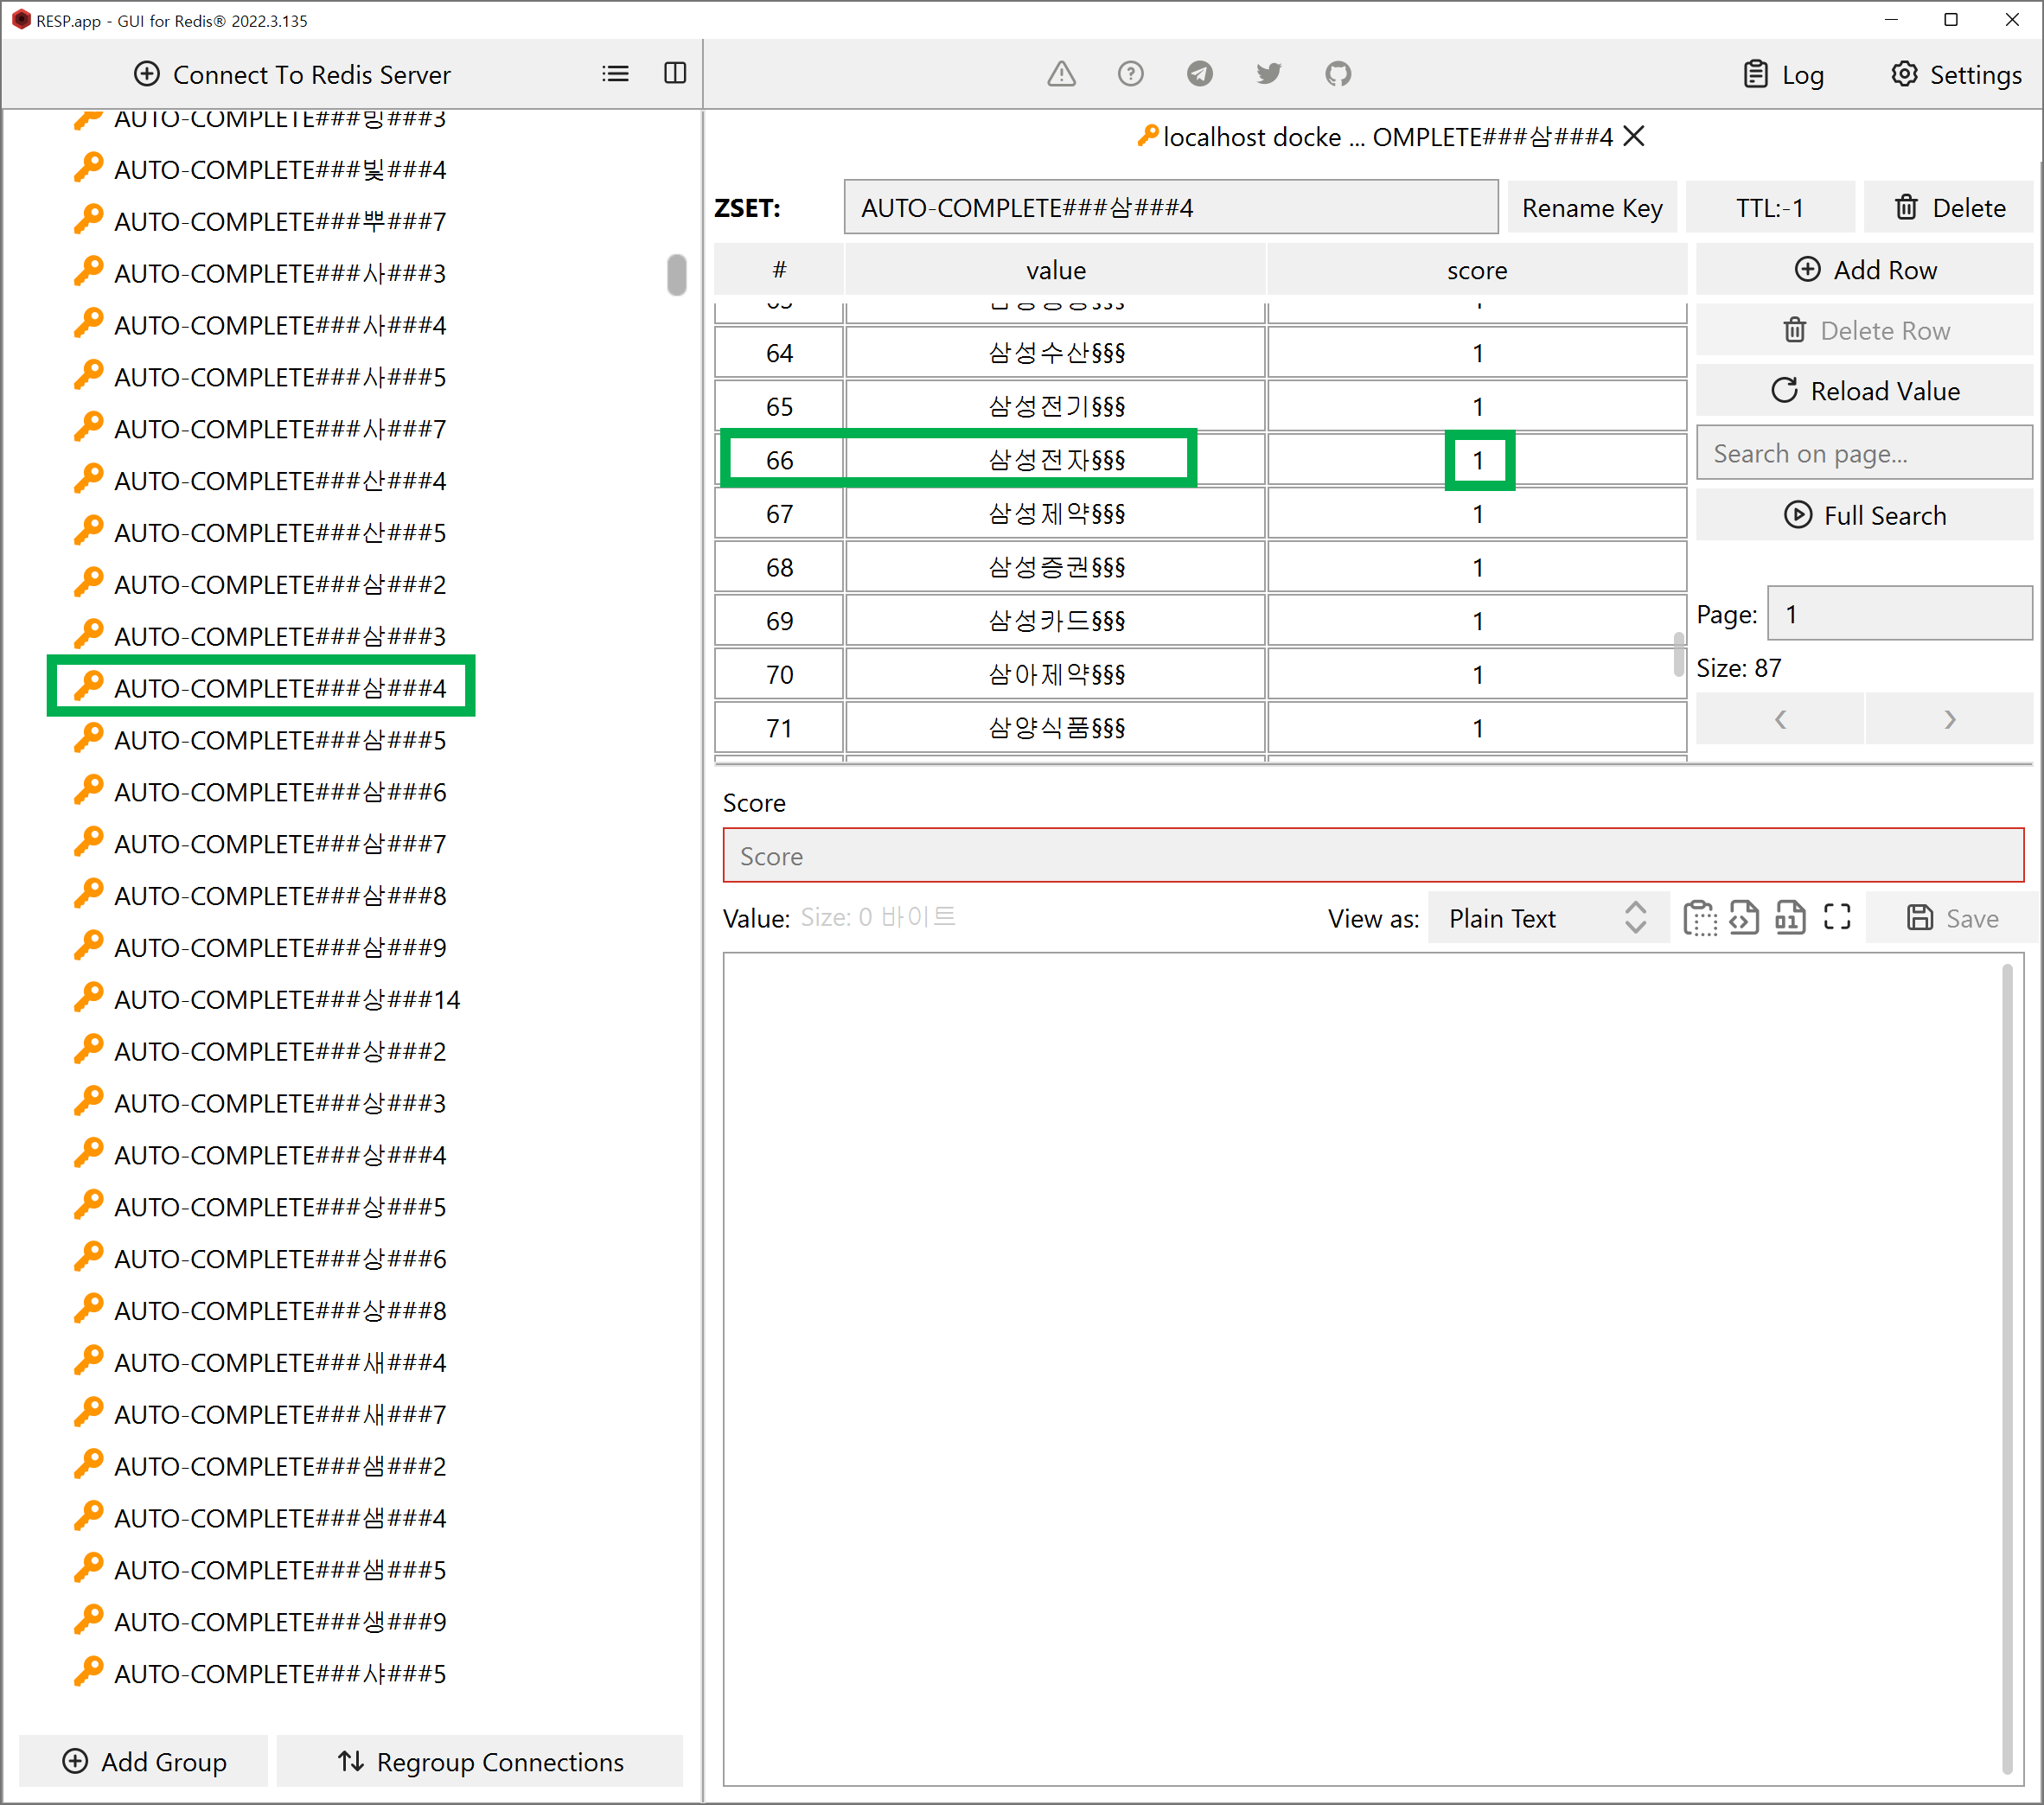 RESP.app - GUI for Redis® 2022.3.135
Connect To Redis Server
Log
Settings
AUTO-COMPLETE###밍###3
AUTO-COMPLETE###빛###4
AUTO-COMPLETE###뿌###7
AUTO-COMPLETE###사###3
AUTO-COMPLETE###사###4
AUTO-COMPLETE###사###5
AUTO-COMPLETE###사###7
AUTO-COMPLETE###산###4
AUTO-COMPLETE###산###5
AUTO-COMPLETE###삼###2
AUTO-COMPLETE###삼###3
AUTO-COMPLETE###삼###4
AUTO-COMPLETE###삼###5
AUTO-COMPLETE###삼###6
AUTO-COMPLETE###삼###7
AUTO-COMPLETE###삼###8
AUTO-COMPLETE###삼###9
AUTO-COMPLETE###상###14
AUTO-COMPLETE###상###2
AUTO-COMPLETE###상###3
AUTO-COMPLETE###상###4
AUTO-COMPLETE###상###5
AUTO-COMPLETE###상###6
AUTO-COMPLETE###상###8
AUTO-COMPLETE###새###4
AUTO-COMPLETE###새###7
AUTO-COMPLETE###샘###2
AUTO-COMPLETE###샘###4
AUTO-COMPLETE###샘###5
AUTO-COMPLETE###생###9
AUTO-COMPLETE###샤###5
Add Group
Regroup Connections
localhost docke ... OMPLETE###삼###4
ZSET: AUTO-COMPLETE###삼###4 Rename Key TTL:-1 Delete
# value score
64 삼성수산§§§ 1
65 삼성전기§§§ 1
66 삼성전자§§§ 1
67 삼성제약§§§ 1
68 삼성증권§§§ 1
69 삼성카드§§§ 1
70 삼아제약§§§ 1
71 삼양식품§§§ 1
Add Row
Delete Row
Reload Value
Search on page...
Full Search
Page: 1
Size: 87
Score
Score
Value: Size: 0 바이트 View as: Plain Text Save